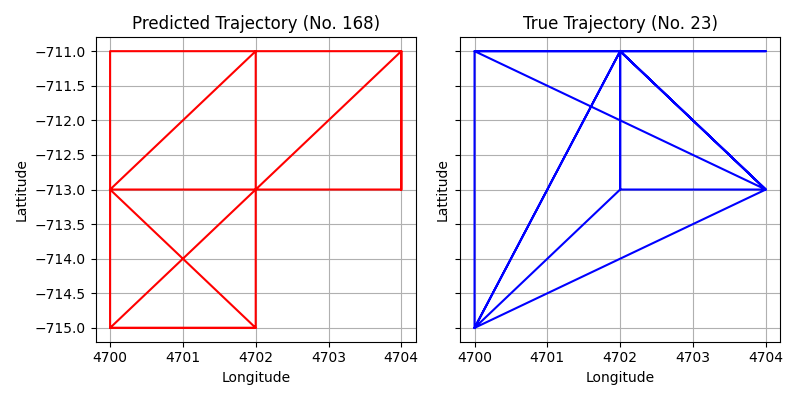 Predicted Trajectory (No. 168)
True Trajectory (No. 23)
−711.0
−711.5
−712.0
−712.5
−713.0
−713.5
−714.0
−714.5
−715.0
Lattitude
Lattitude
4700 4701 4702 4703 4704
4700 4701 4702 4703 4704
Longitude
Longitude